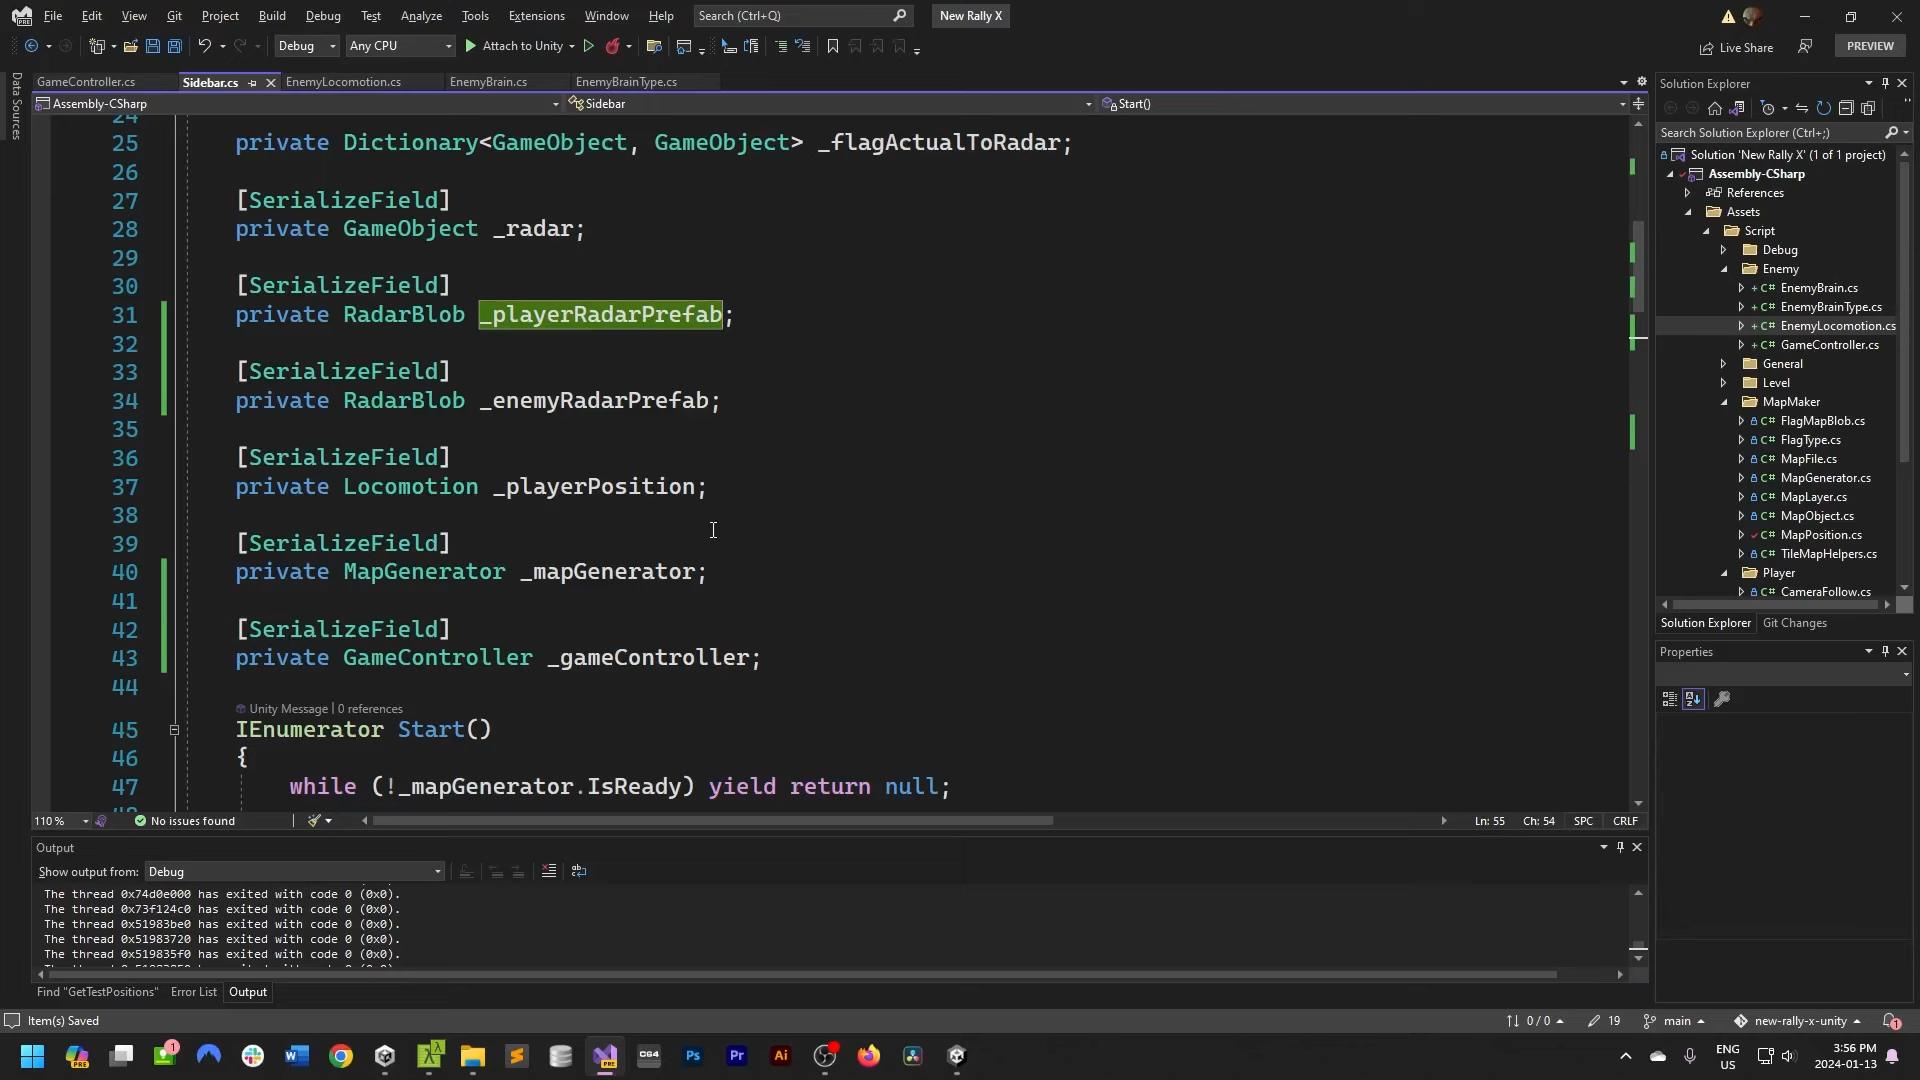 File Edit View Git Project Build Debug Test Analyze Tools Extensions Window Help Search (Ctrl+Q) New Rally X
Debug Any CPU Attach to Unity Live Share PREVIEW
GameController.cs Sidebar.cs EnemyLocomotion.cs EnemyBrain.cs EnemyBrainType.cs
Assembly-CSharp Sidebar Start()
Data Sources
24
25 private Dictionary<GameObject, GameObject> _flagActualToRadar;
26
27 [SerializeField]
28 private GameObject _radar;
29
30 [SerializeField]
31 private RadarBlob _playerRadarPrefab;
32
33 [SerializeField]
34 private RadarBlob _enemyRadarPrefab;
35
36 [SerializeField]
37 private Locomotion _playerPosition;
38
39 [SerializeField]
40 private MapGenerator _mapGenerator;
41
42 [SerializeField]
43 private GameController _gameController;
44
Unity Message | 0 references
45 IEnumerator Start()
46 {
47 while (!_mapGenerator.IsReady) yield return null;
110 % No issues found Ln: 55 Ch: 54 SPC CRLF
Output
Show output from: Debug
The thread 0x74d0e000 has exited with code 0 (0x0).
The thread 0x73f124c0 has exited with code 0 (0x0).
The thread 0x51983be0 has exited with code 0 (0x0).
The thread 0x51983720 has exited with code 0 (0x0).
The thread 0x519835f0 has exited with code 0 (0x0).
Find "GetTestPositions" Error List Output
Solution Explorer
Search Solution Explorer (Ctrl+;)
Solution 'New Rally X' (1 of 1 project)
Assembly-CSharp
References
Assets
Script
Debug
Enemy
C# EnemyBrain.cs
C# EnemyBrainType.cs
C# EnemyLocomotion.cs
C# GameController.cs
General
Level
MapMaker
C# FlagMapBlob.cs
C# FlagType.cs
C# MapFile.cs
C# MapGenerator.cs
C# MapLayer.cs
C# MapObject.cs
C# MapPosition.cs
C# TileMapHelpers.cs
Player
C# CameraFollow.cs
Solution Explorer Git Changes
Properties
Item(s) Saved 0 / 0 19 main new-rally-x-unity 1
PRE 1 PRE CG4 Ps Pr Ai ENG US 3:56 PM 2024-01-13